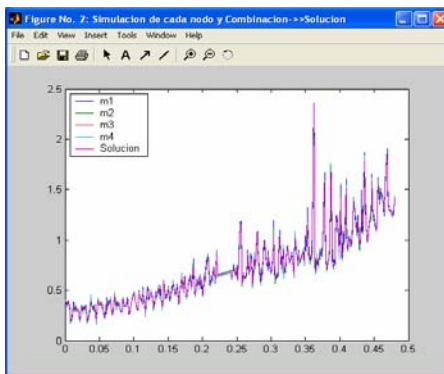 Figure No. 2: Simulacion de cada nodo y Combinacion->>Solucion
File Edit View Insert Tools Window Help
A
2.5
2
1.5
1
0.5
0
m1
m2
m3
m4
Solucion
0 0.05 0.1 0.15 0.2 0.25 0.3 0.35 0.4 0.45 0.5